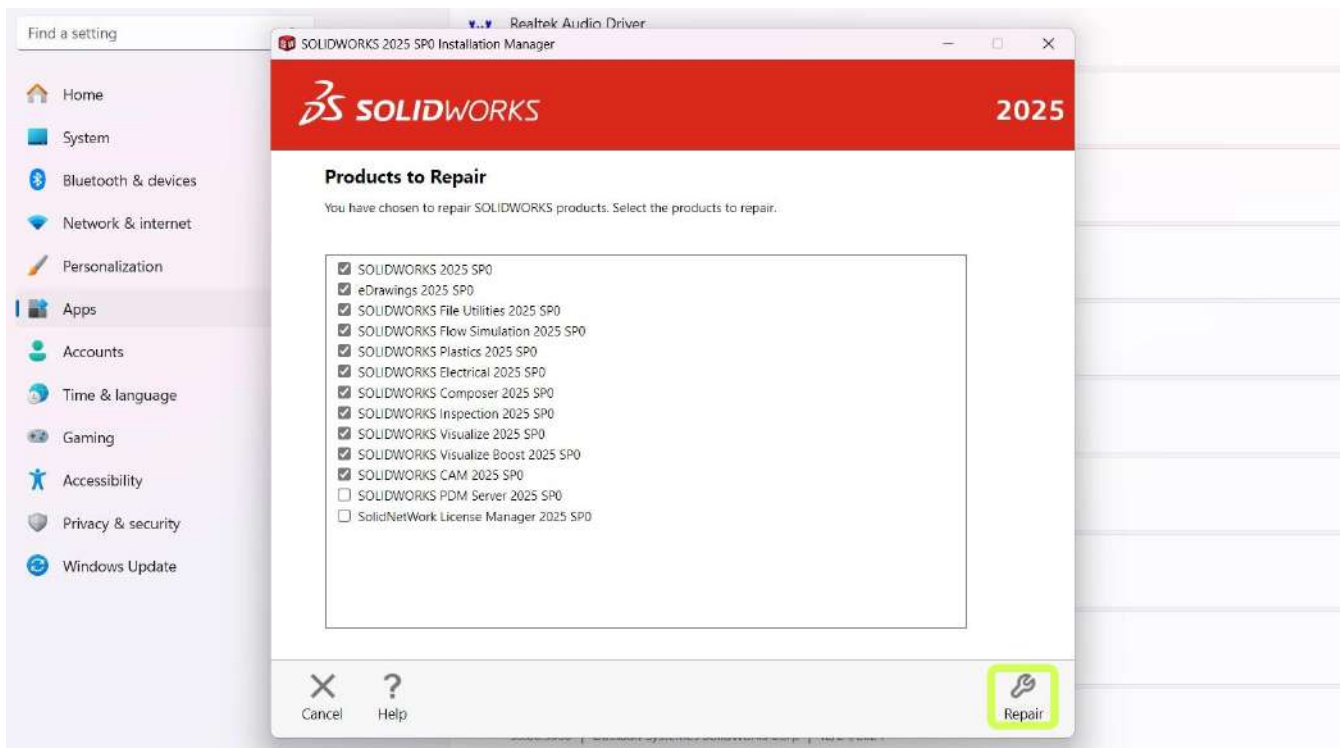 Find a setting
Home
System
Bluetooth & devices
Network & internet
Personalization
Apps
Accounts
Time & language
Gaming
Accessibility
Privacy & security
Windows Update
Realtek Audio Driver
SOLIDWORKS 2025 SP0 Installation Manager
SOLIDWORKS
2025
Products to Repair
You have chosen to repair SOLIDWORKS products. Select the products to repair.
SOLIDWORKS 2025 SP0
eDrawings 2025 SP0
SOLIDWORKS File Utilities 2025 SP0
SOLIDWORKS Flow Simulation 2025 SP0
SOLIDWORKS Plastics 2025 SP0
SOLIDWORKS Electrical 2025 SP0
SOLIDWORKS Composer 2025 SP0
SOLIDWORKS Inspection 2025 SP0
SOLIDWORKS Visualize 2025 SP0
SOLIDWORKS Visualize Boost 2025 SP0
SOLIDWORKS CAM 2025 SP0
SOLIDWORKS PDM Server 2025 SP0
SolidNetWork License Manager 2025 SP0
Cancel
Help
Repair